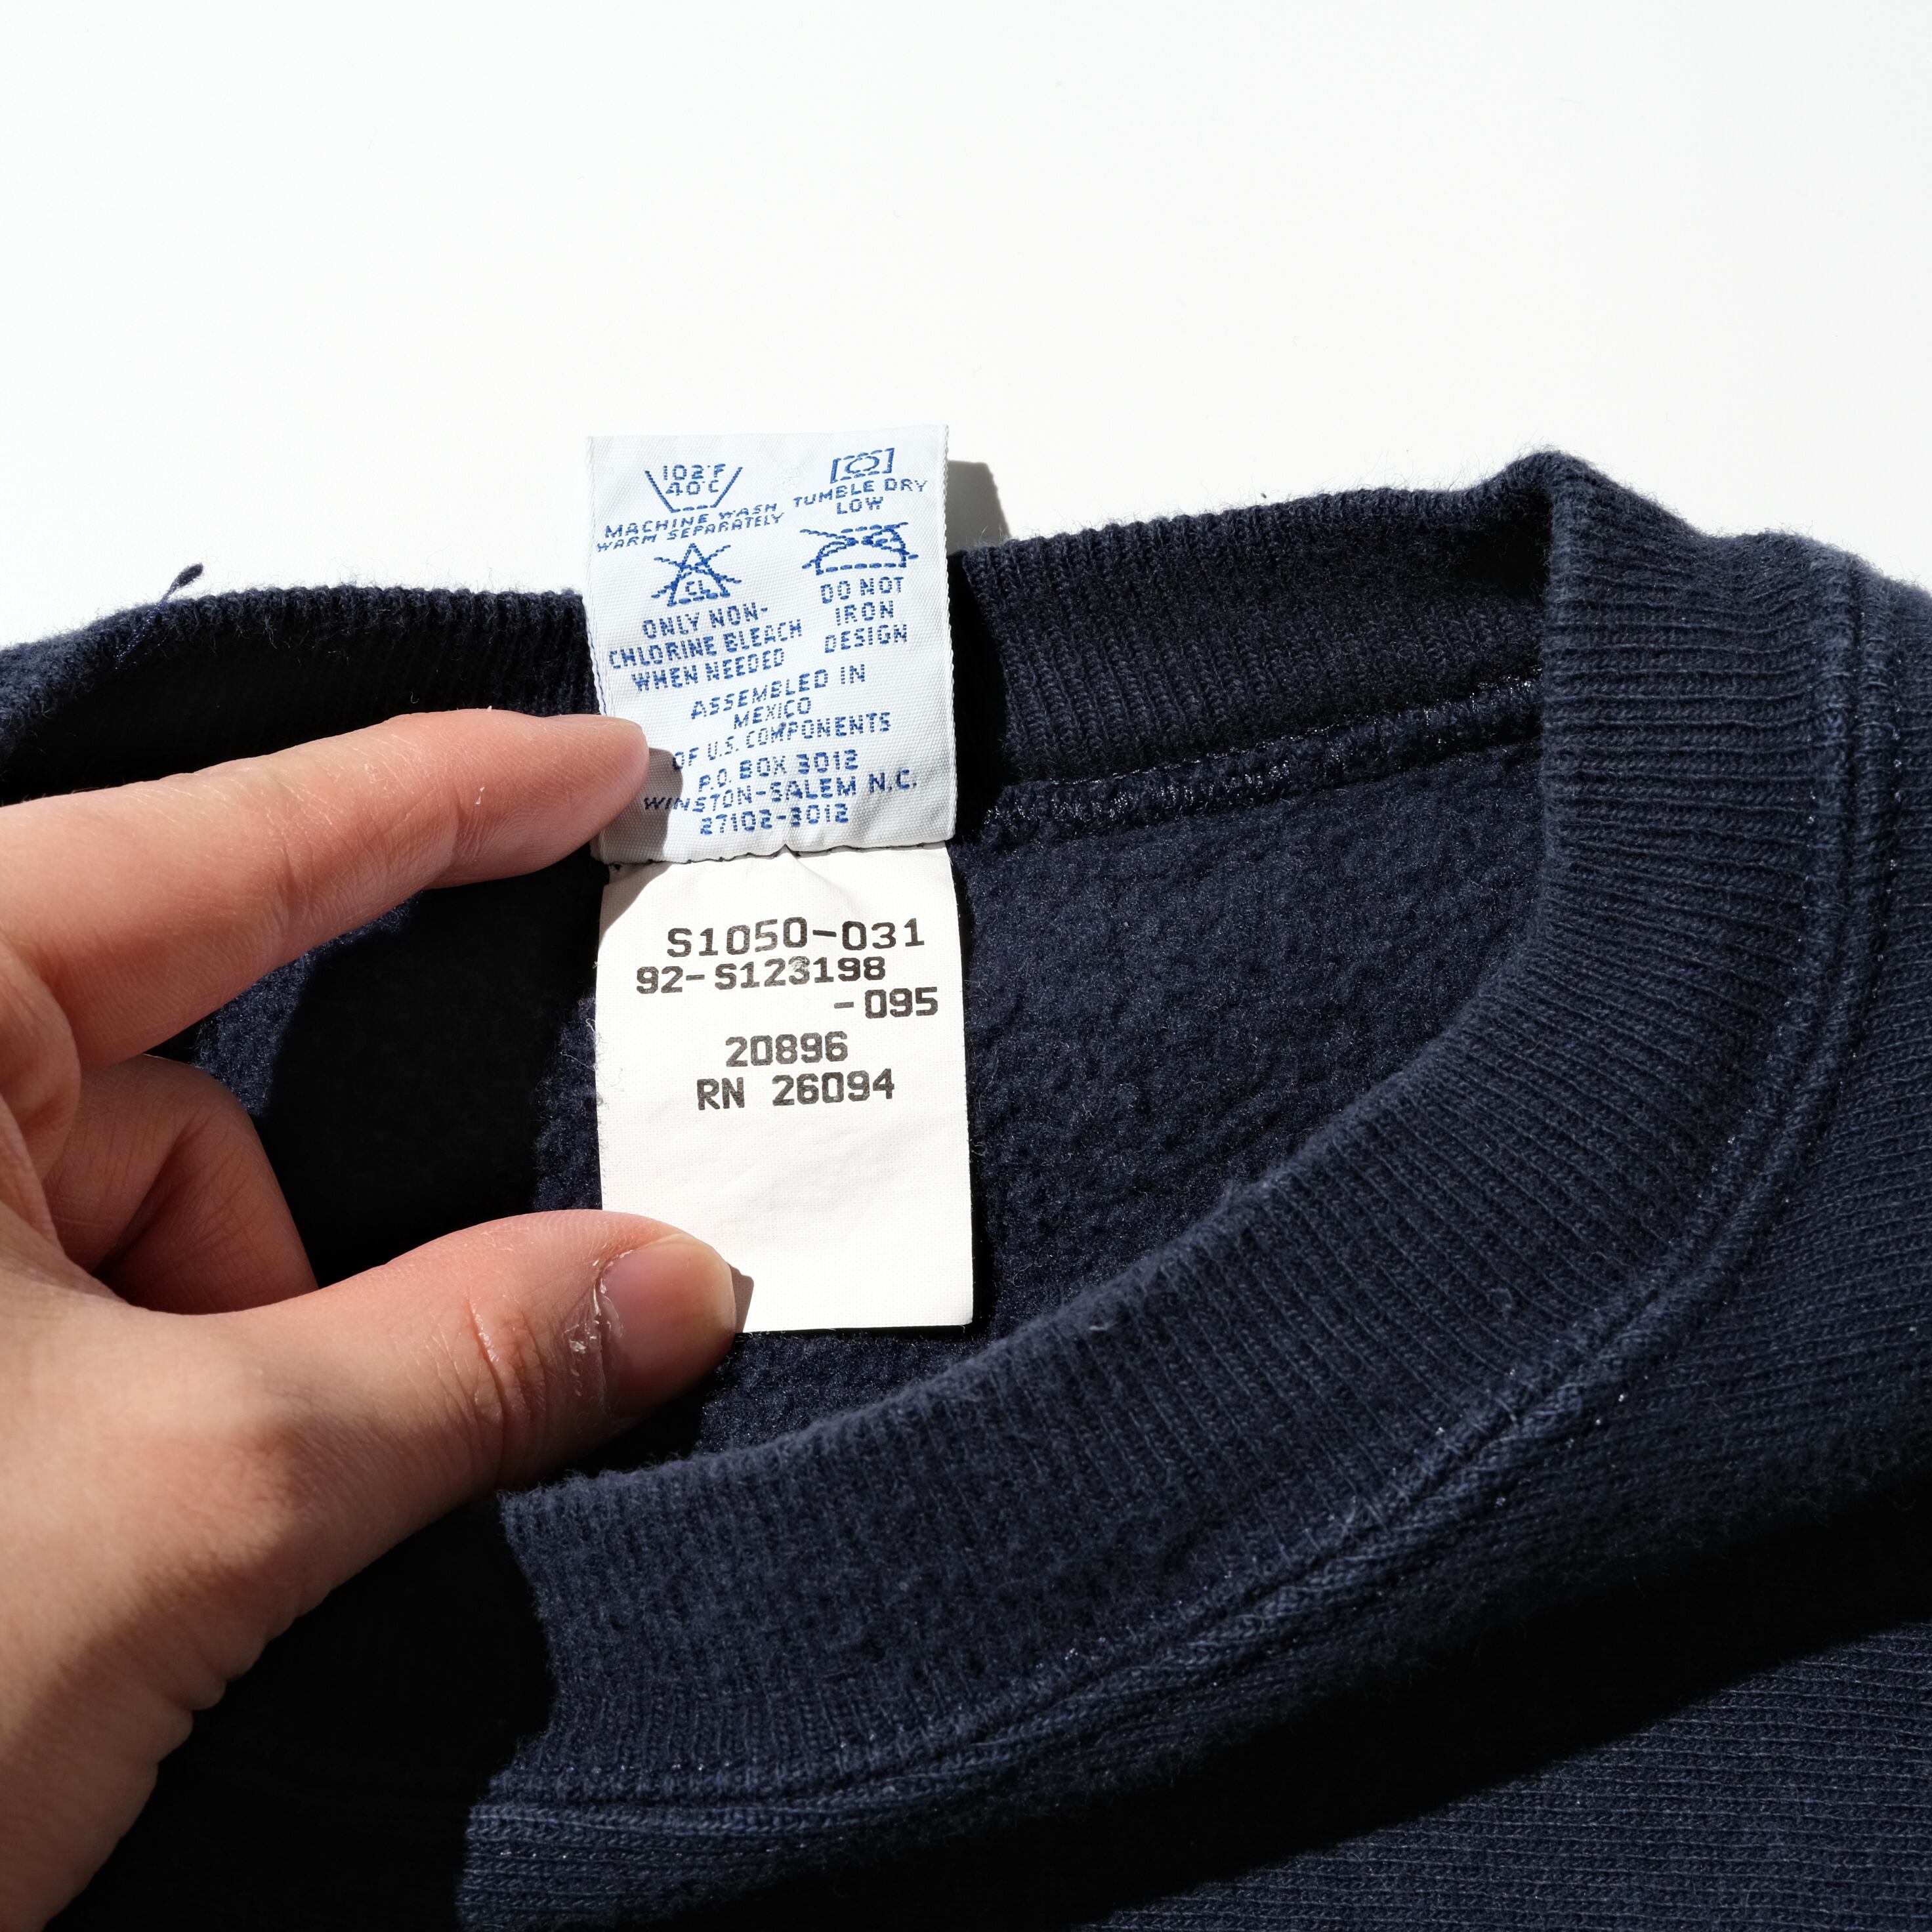 102°F
40°C
MACHINE WASH
WARM SEPARATELY
TUMBLE DRY
LOW
CL
ONLY NON-
CHLORINE BLEACH
WHEN NEEDED
DO NOT
IRON
DESIGN
ASSEMBLED IN
MEXICO
OF U.S. COMPONENTS
P.O. BOX 3012
WINSTON-SALEM N.C.
27102-3012
S1050-031
92-S123198
-095
20896
RN 26094